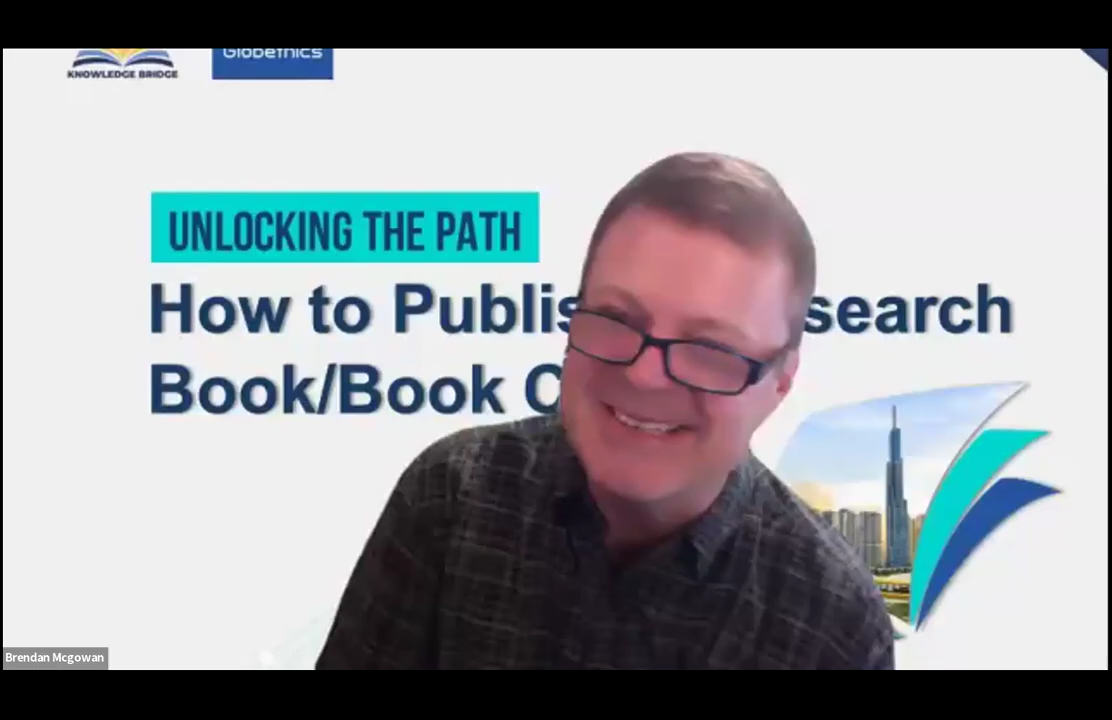 KNOWLEDGE BRIDGE
Globethics
UNLOCKING THE PATH
How to Publis search
Book/Book C
Brendan Mcgowan